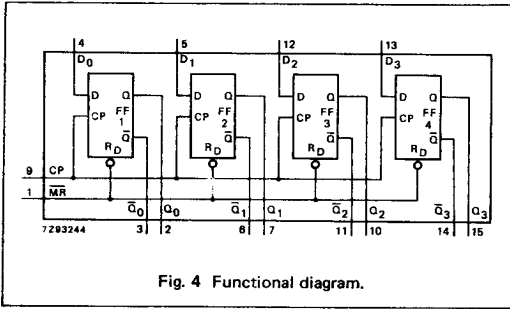 4 5 12 13
D0 D1 D2 D3
D Q D Q D Q D Q
FF 1 FF 2 FF 3 FF 4
CP Q̅ CP Q̅ CP Q̅ CP Q̅
RD RD RD RD
9 CP
1 M̅R̅
Q̅0 Q0 Q̅1 Q1 Q̅2 Q2 Q̅3 Q3
7Z93244 3 2 6 7 11 10 14 15
Fig. 4 Functional diagram.